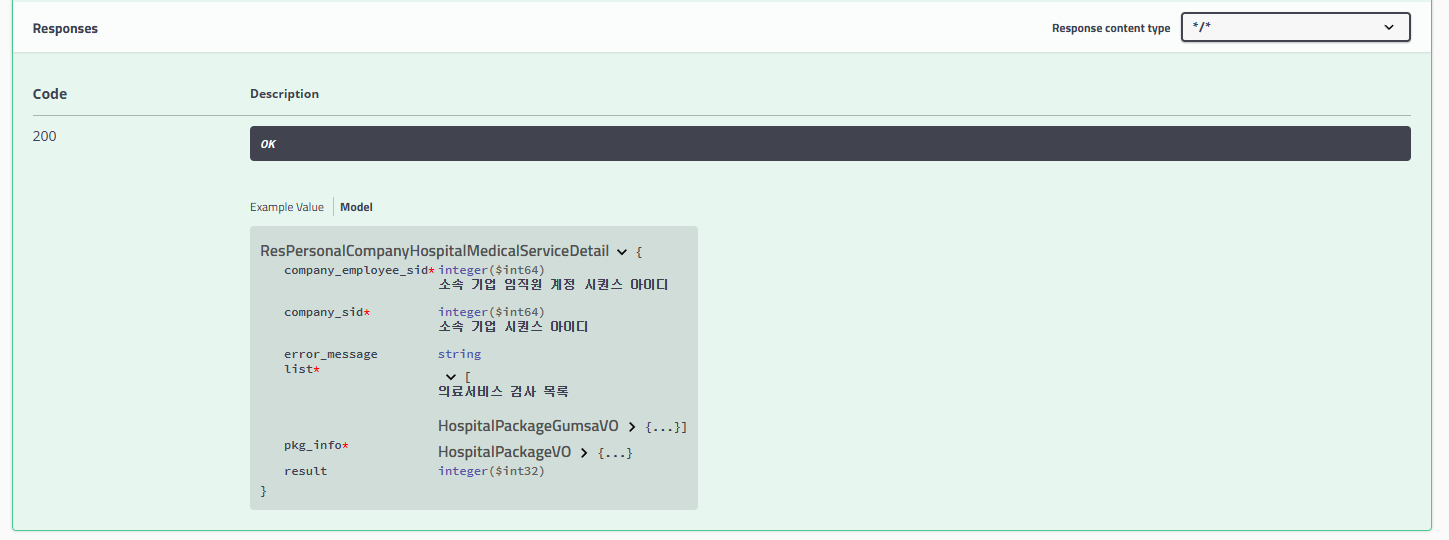 Responses
Response content type
*/*
Code
Description
200
OK
Example Value
Model
ResPersonalCompanyHospitalMedicalServiceDetail {
company_employee_sid* integer($int64)
소속 기업 임직원 계정 시퀀스 아이디
company_sid* integer($int64)
소속 기업 시퀀스 아이디
error_message string
list*
[
의료서비스 검사 목록
HospitalPackageGumsaVO > {...}]
pkg_info* HospitalPackageVO > {...}
result integer($int32)
}